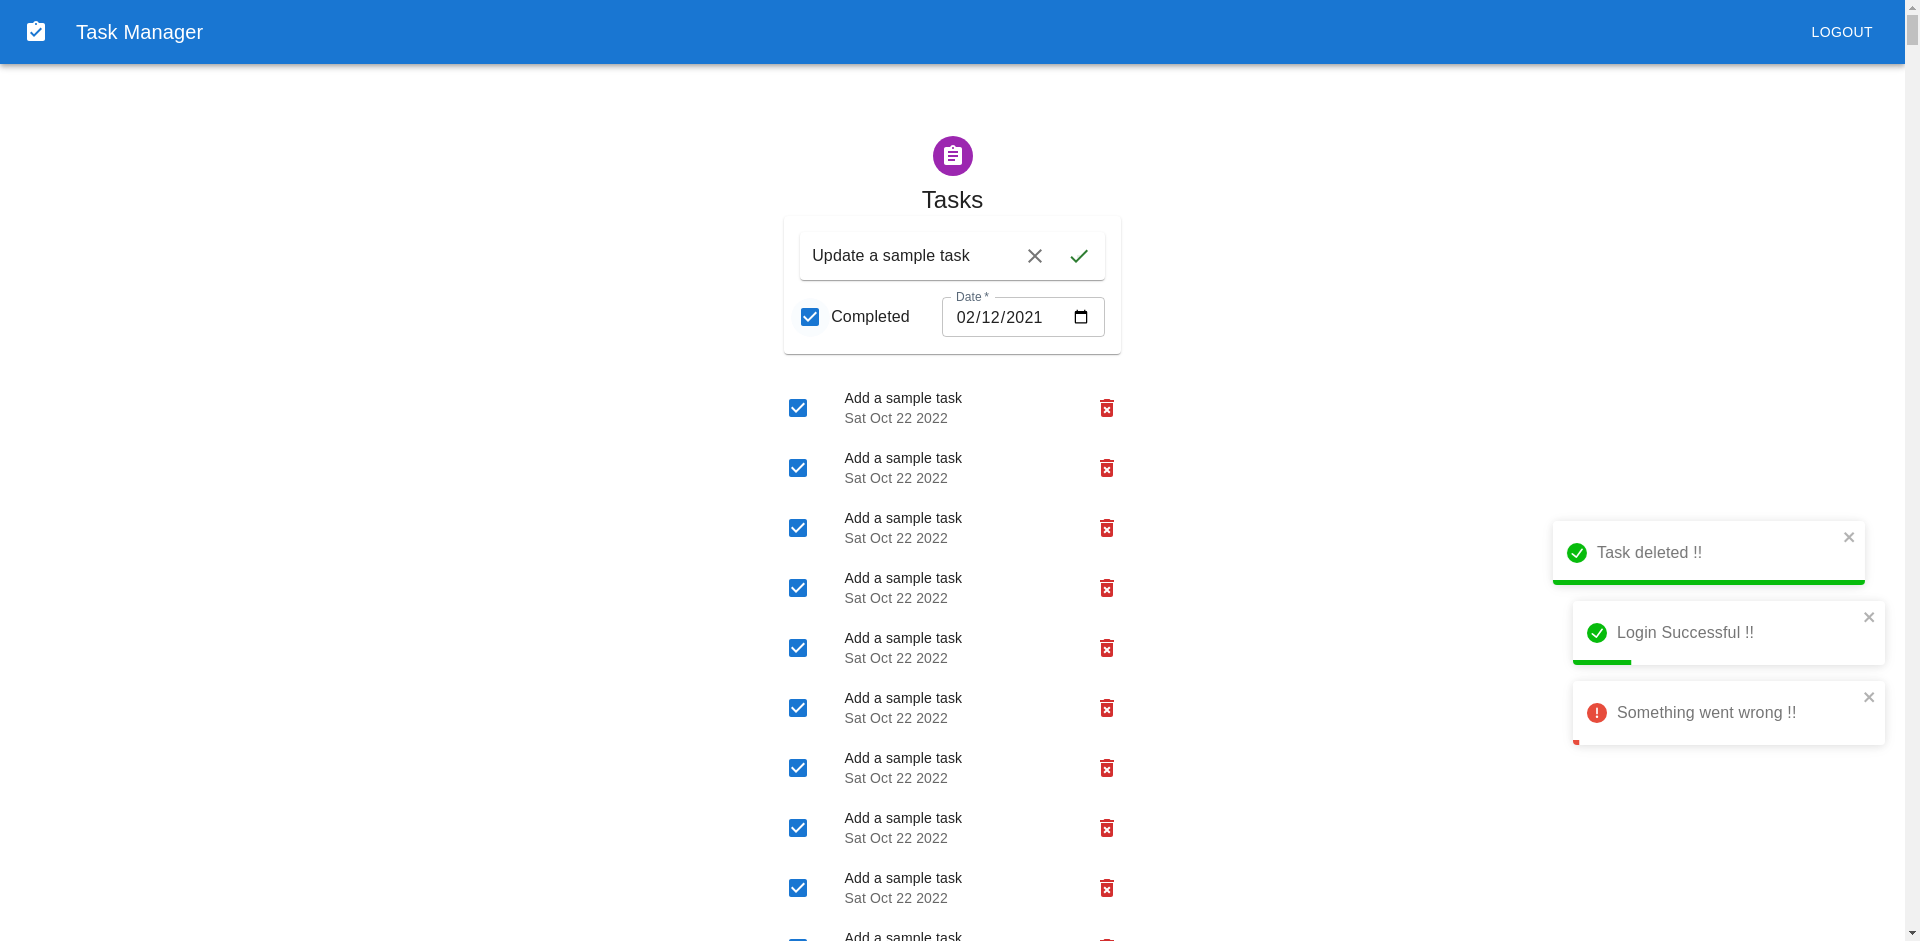 Task Manager
LOGOUT
Tasks
Update a sample task
Date *
Completed
02/12/2021
Add a sample task
Sat Oct 22 2022
Add a sample task
Sat Oct 22 2022
Add a sample task
Sat Oct 22 2022
Add a sample task
Sat Oct 22 2022
Add a sample task
Sat Oct 22 2022
Add a sample task
Sat Oct 22 2022
Add a sample task
Sat Oct 22 2022
Add a sample task
Sat Oct 22 2022
Add a sample task
Sat Oct 22 2022
Add a sample task
Task deleted !!
Login Successful !!
Something went wrong !!